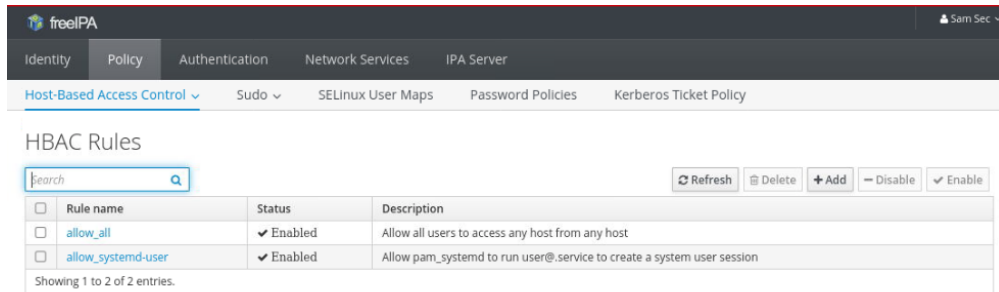 freeIPA
Sam Sec
Identity Policy Authentication Network Services IPA Server
Host-Based Access Control Sudo SELinux User Maps Password Policies Kerberos Ticket Policy
HBAC Rules
Search
Refresh Delete Add Disable Enable
Rule name Status Description
allow_all Enabled Allow all users to access any host from any host
allow_systemd-user Enabled Allow pam_systemd to run user@.service to create a system user session
Showing 1 to 2 of 2 entries.